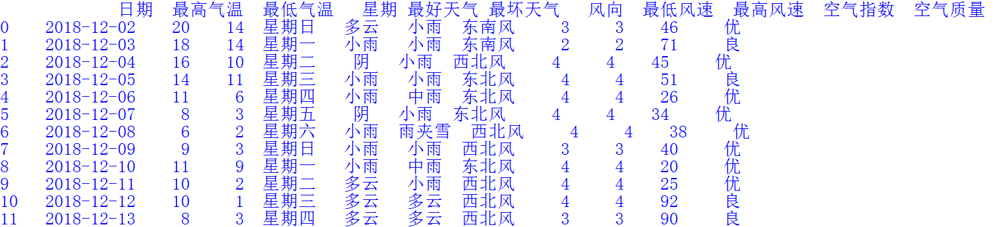 日期 最高气温 最低气温 星期 最好天气 最坏天气 风向 最低风速 最高风速 空气指数 空气质量
0 2018-12-02 20 14 星期日 多云 小雨 东南风 3 3 46 优
1 2018-12-03 18 14 星期一 小雨 小雨 东南风 2 2 71 良
2 2018-12-04 16 10 星期二 阴 小雨 西北风 4 4 45 优
3 2018-12-05 14 11 星期三 小雨 小雨 东北风 4 4 51 良
4 2018-12-06 11 6 星期四 小雨 中雨 东北风 4 4 26 优
5 2018-12-07 8 3 星期五 阴 小雨 东北风 4 4 34 优
6 2018-12-08 6 2 星期六 小雨 雨夹雪 西北风 4 4 38 优
7 2018-12-09 9 3 星期日 小雨 小雨 西北风 3 3 40 优
8 2018-12-10 11 9 星期一 小雨 中雨 东北风 4 4 20 优
9 2018-12-11 10 2 星期二 多云 小雨 西北风 4 4 25 优
10 2018-12-12 10 1 星期三 多云 多云 西北风 4 4 92 良
11 2018-12-13 8 3 星期四 多云 多云 西北风 3 3 90 良